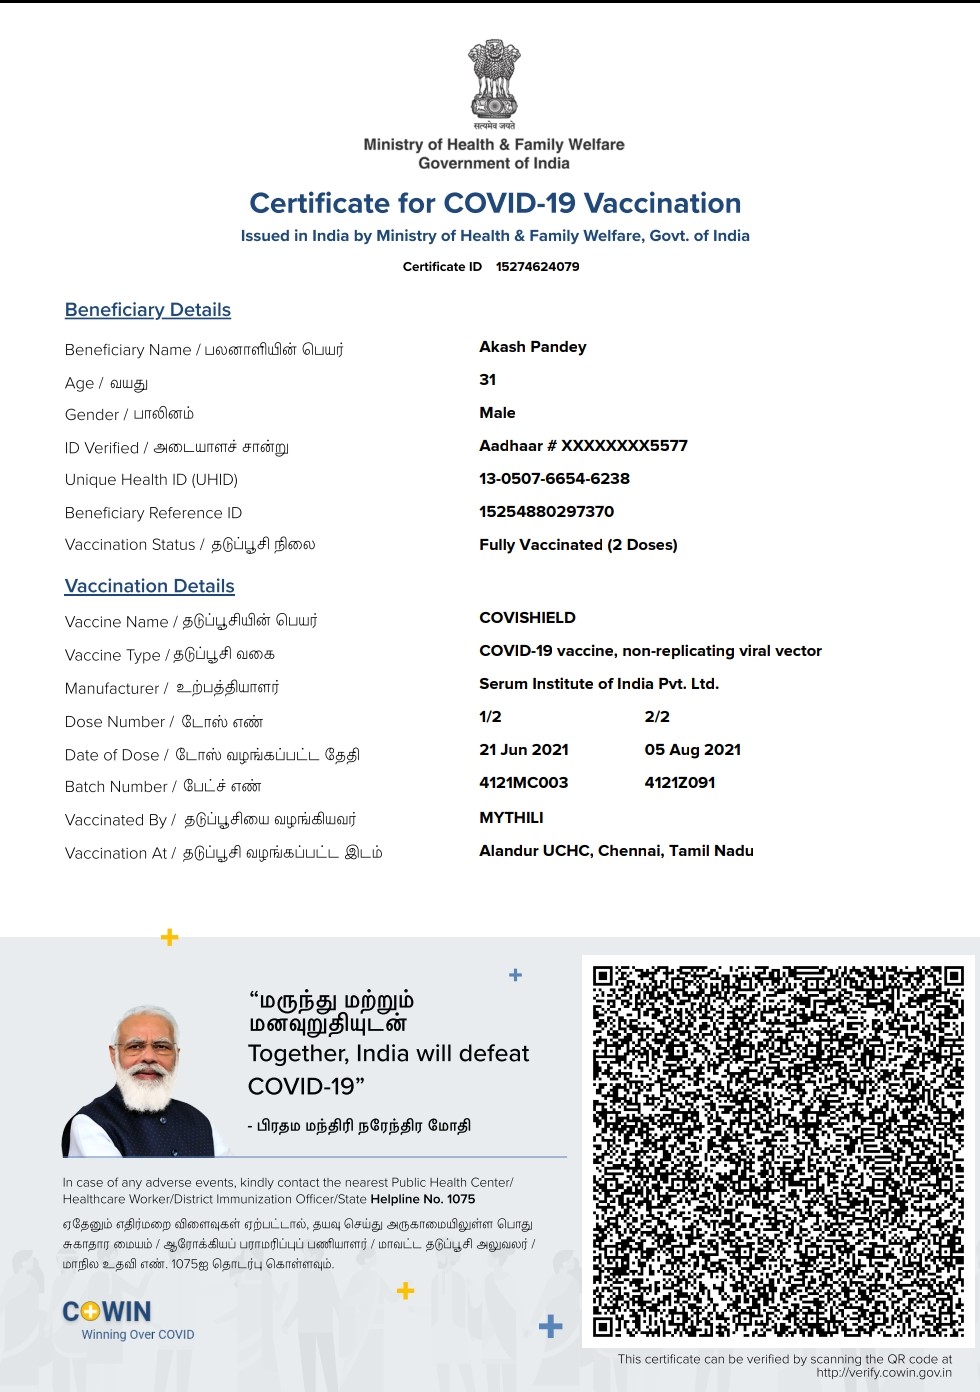 सत्यमेव जयते
Ministry of Health & Family Welfare
Government of India
Certificate for COVID-19 Vaccination
Issued in India by Ministry of Health & Family Welfare, Govt. of India
Certificate ID 15274624079
Beneficiary Details
Beneficiary Name / பலனாளியின் பெயர் Akash Pandey
Age / வயது 31
Gender / பாலினம் Male
ID Verified / அடையாளச் சான்று Aadhaar # XXXXXXXX5577
Unique Health ID (UHID) 13-0507-6654-6238
Beneficiary Reference ID 15254880297370
Vaccination Status / தடுப்பூசி நிலை Fully Vaccinated (2 Doses)
Vaccination Details
Vaccine Name / தடுப்பூசியின் பெயர் COVISHIELD
Vaccine Type / தடுப்பூசி வகை COVID-19 vaccine, non-replicating viral vector
Manufacturer / உற்பத்தியாளர் Serum Institute of India Pvt. Ltd.
Dose Number / டோஸ் எண் 1/2 2/2
Date of Dose / டோஸ் வழங்கப்பட்ட தேதி 21 Jun 2021 05 Aug 2021
Batch Number / பேட்ச் எண் 4121MC003 4121Z091
Vaccinated By / தடுப்பூசியை வழங்கியவர் MYTHILI
Vaccination At / தடுப்பூசி வழங்கப்பட்ட இடம் Alandur UCHC, Chennai, Tamil Nadu
“மருந்து மற்றும்
மனவுறுதியுடன்
Together, India will defeat
COVID-19”
- பிரதம மந்திரி நரேந்திர மோதி
In case of any adverse events, kindly contact the nearest Public Health Center/
Healthcare Worker/District Immunization Officer/State Helpline No. 1075
ஏதேனும் எதிர்மறை விளைவுகள் ஏற்பட்டால், தயவு செய்து அருகாமையிலுள்ள பொது
சுகாதார மையம் / ஆரோக்கியப் பராமரிப்புப் பணியாளர் / மாவட்ட தடுப்பூசி அலுவலர் /
மாநில உதவி எண். 1075ஐ தொடர்பு கொள்ளவும்.
COWIN
Winning Over COVID
This certificate can be verified by scanning the QR code at
http://verify.cowin.gov.in